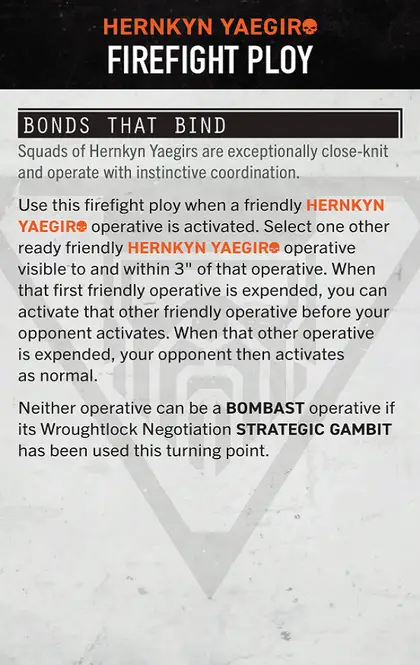 HERNKYN YAEGIR
FIREFIGHT PLOY
BONDS THAT BIND
Squads of Hernkyn Yaegirs are exceptionally close-knit
and operate with instinctive coordination.
Use this firefight ploy when a friendly HERNKYN
YAEGIR operative is activated. Select one other
ready friendly HERNKYN YAEGIR operative
visible to and within 3" of that operative. When
that first friendly operative is expended, you can
activate that other friendly operative before your
opponent activates. When that other operative
is expended, your opponent then activates
as normal.
Neither operative can be a BOMBAST operative if
its Wroughtlock Negotiation STRATEGIC GAMBIT
has been used this turning point.